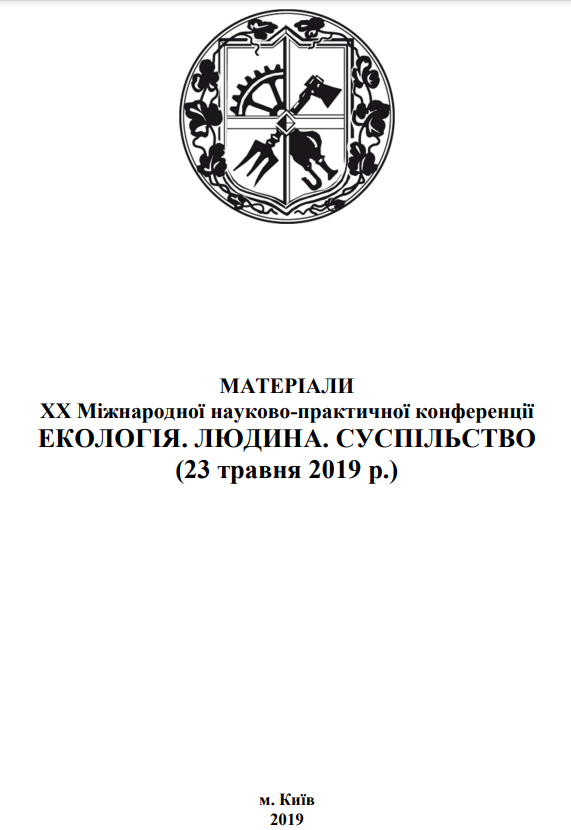 МАТЕРІАЛИ
XX Міжнародної науково-практичної конференції
ЕКОЛОГІЯ. ЛЮДИНА. СУСПІЛЬСТВО
(23 травня 2019 р.)
м. Київ
2019